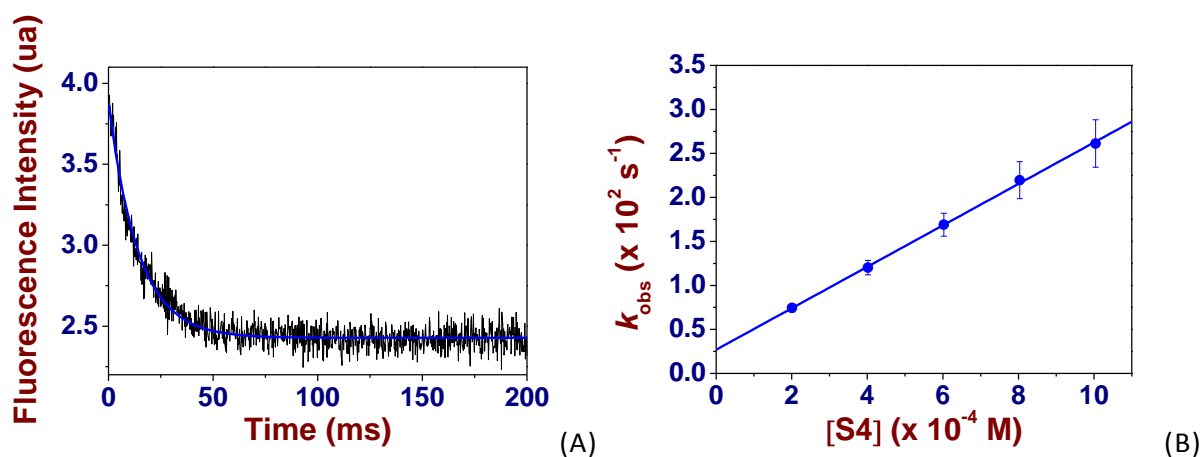 Fluorescence Intensity (ua)
4.0
3.5
3.0
2.5
0 50 100 150 200
Time (ms)
(A)
k obs (x 10² s⁻¹)
3.5
3.0
2.5
2.0
1.5
1.0
0.5
0.0
0 2 4 6 8 10
[S4] (x 10⁻⁴ M)
(B)